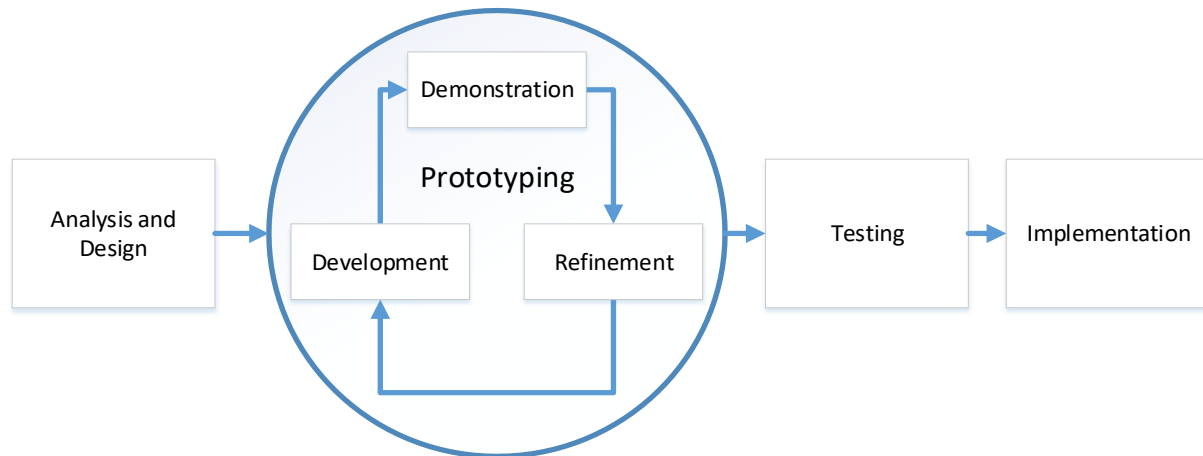 Demonstration
Prototyping
Analysis and
Design
Development
Refinement
Testing
Implementation